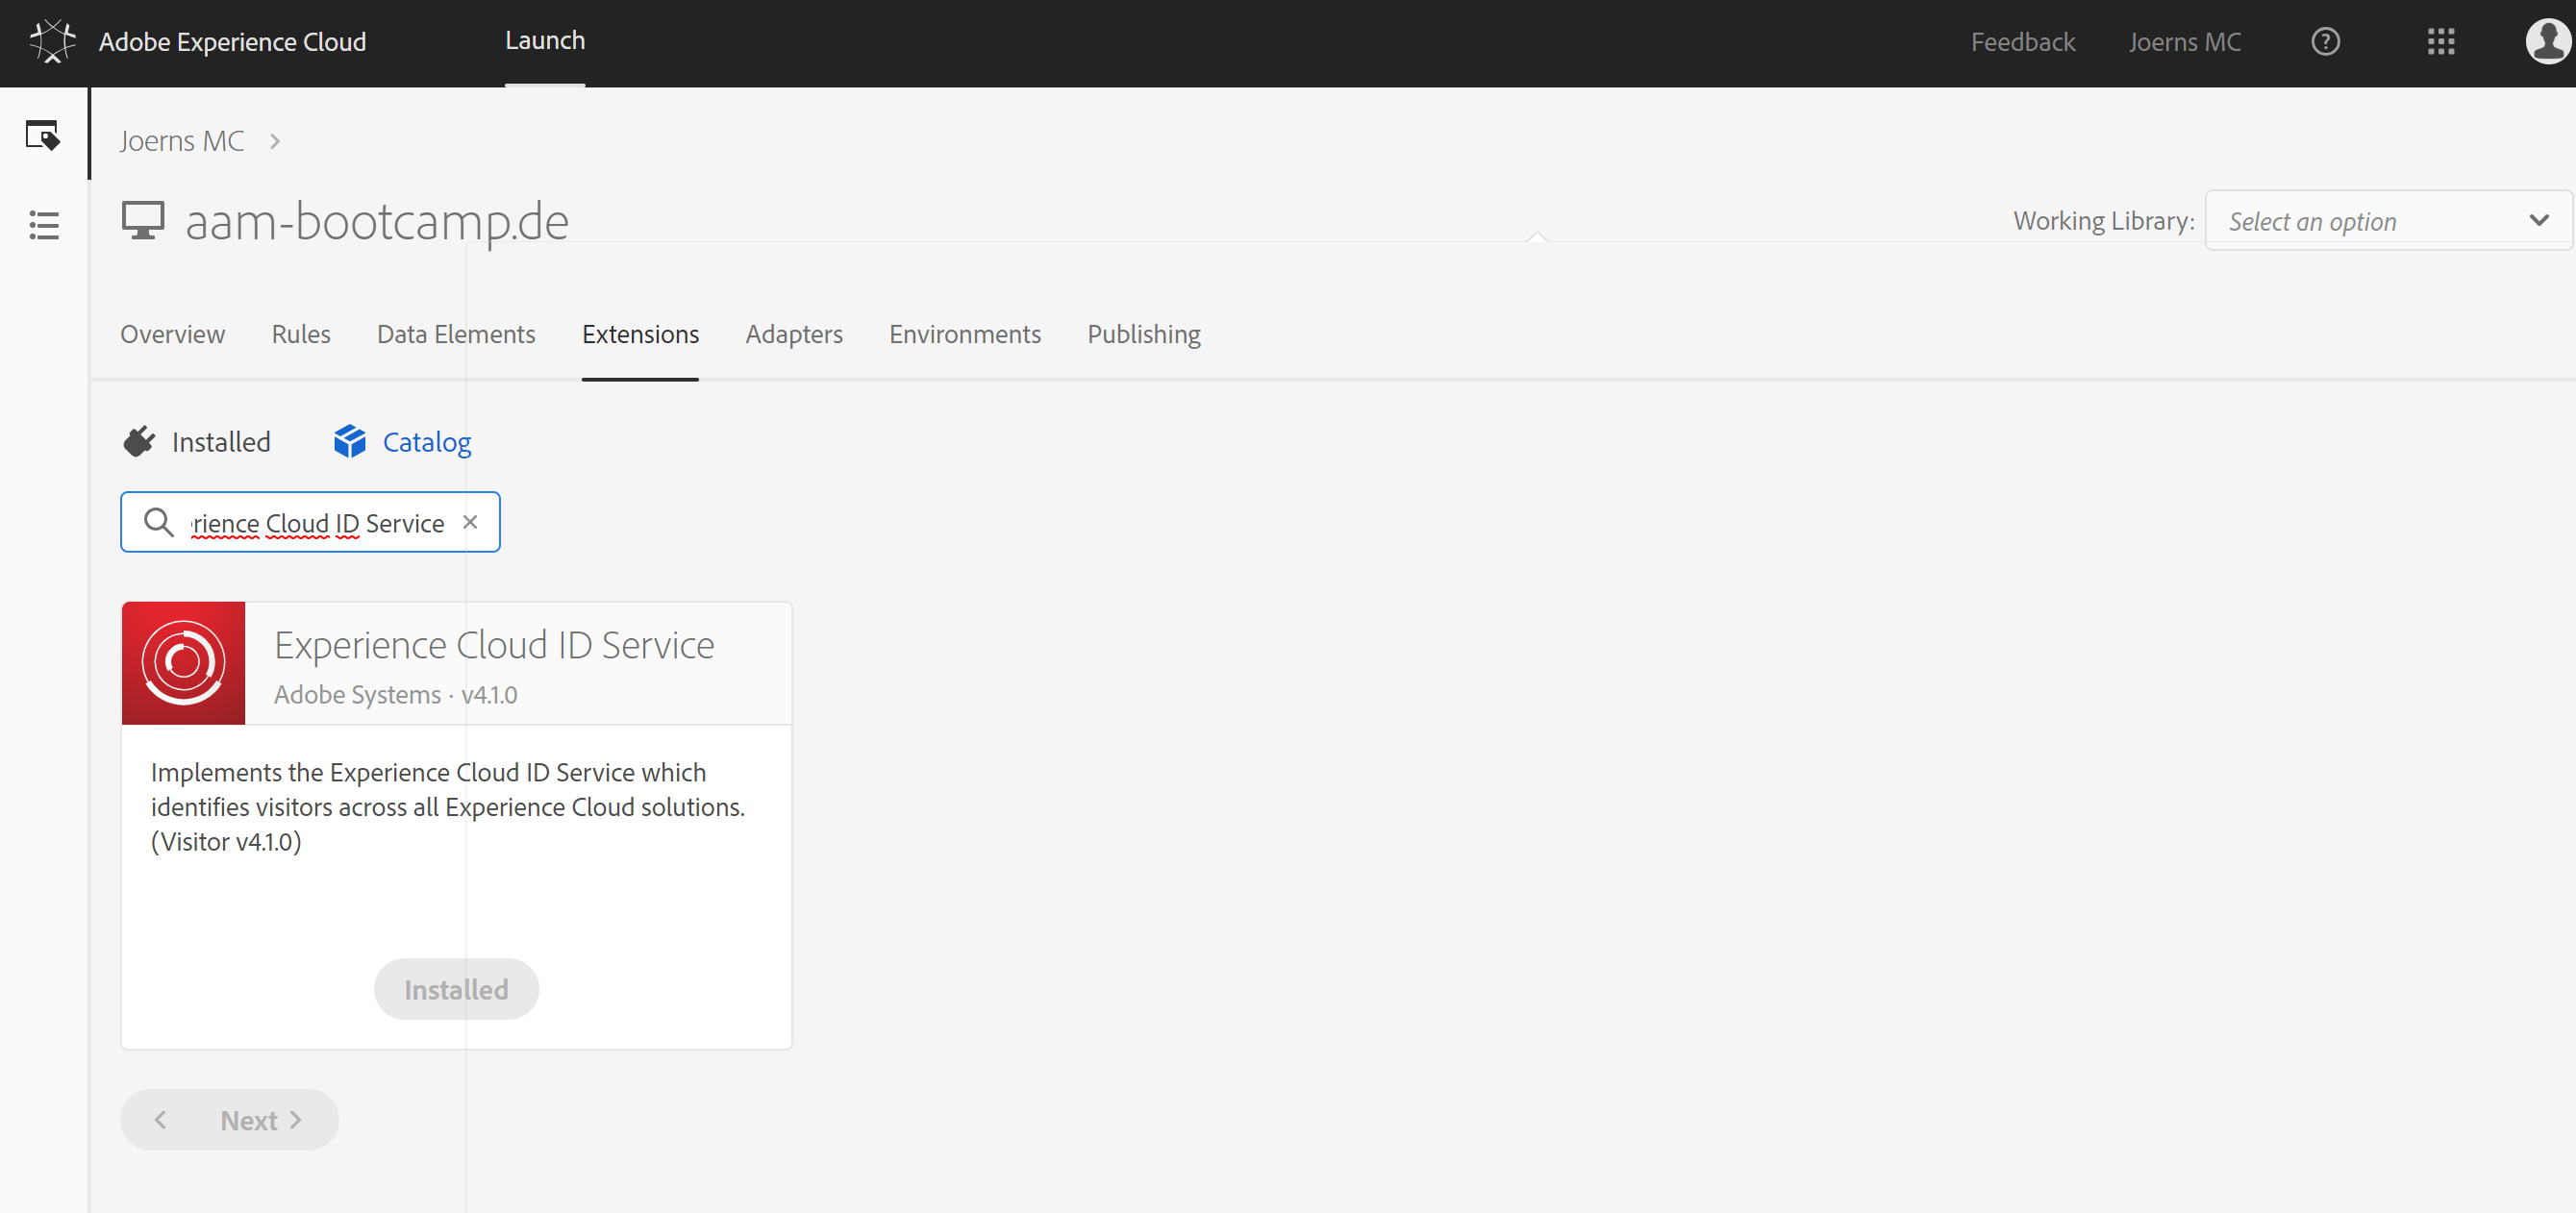 Adobe Experience Cloud Launch Feedback Joerns MC
Joerns MC
aam-bootcamp.de Working Library: Select an option
Overview Rules Data Elements Extensions Adapters Environments Publishing
Installed Catalog
rience Cloud ID Service
Experience Cloud ID Service
Adobe Systems · v4.1.0
Implements the Experience Cloud ID Service which
identifies visitors across all Experience Cloud solutions.
(Visitor v4.1.0)
Installed
Next